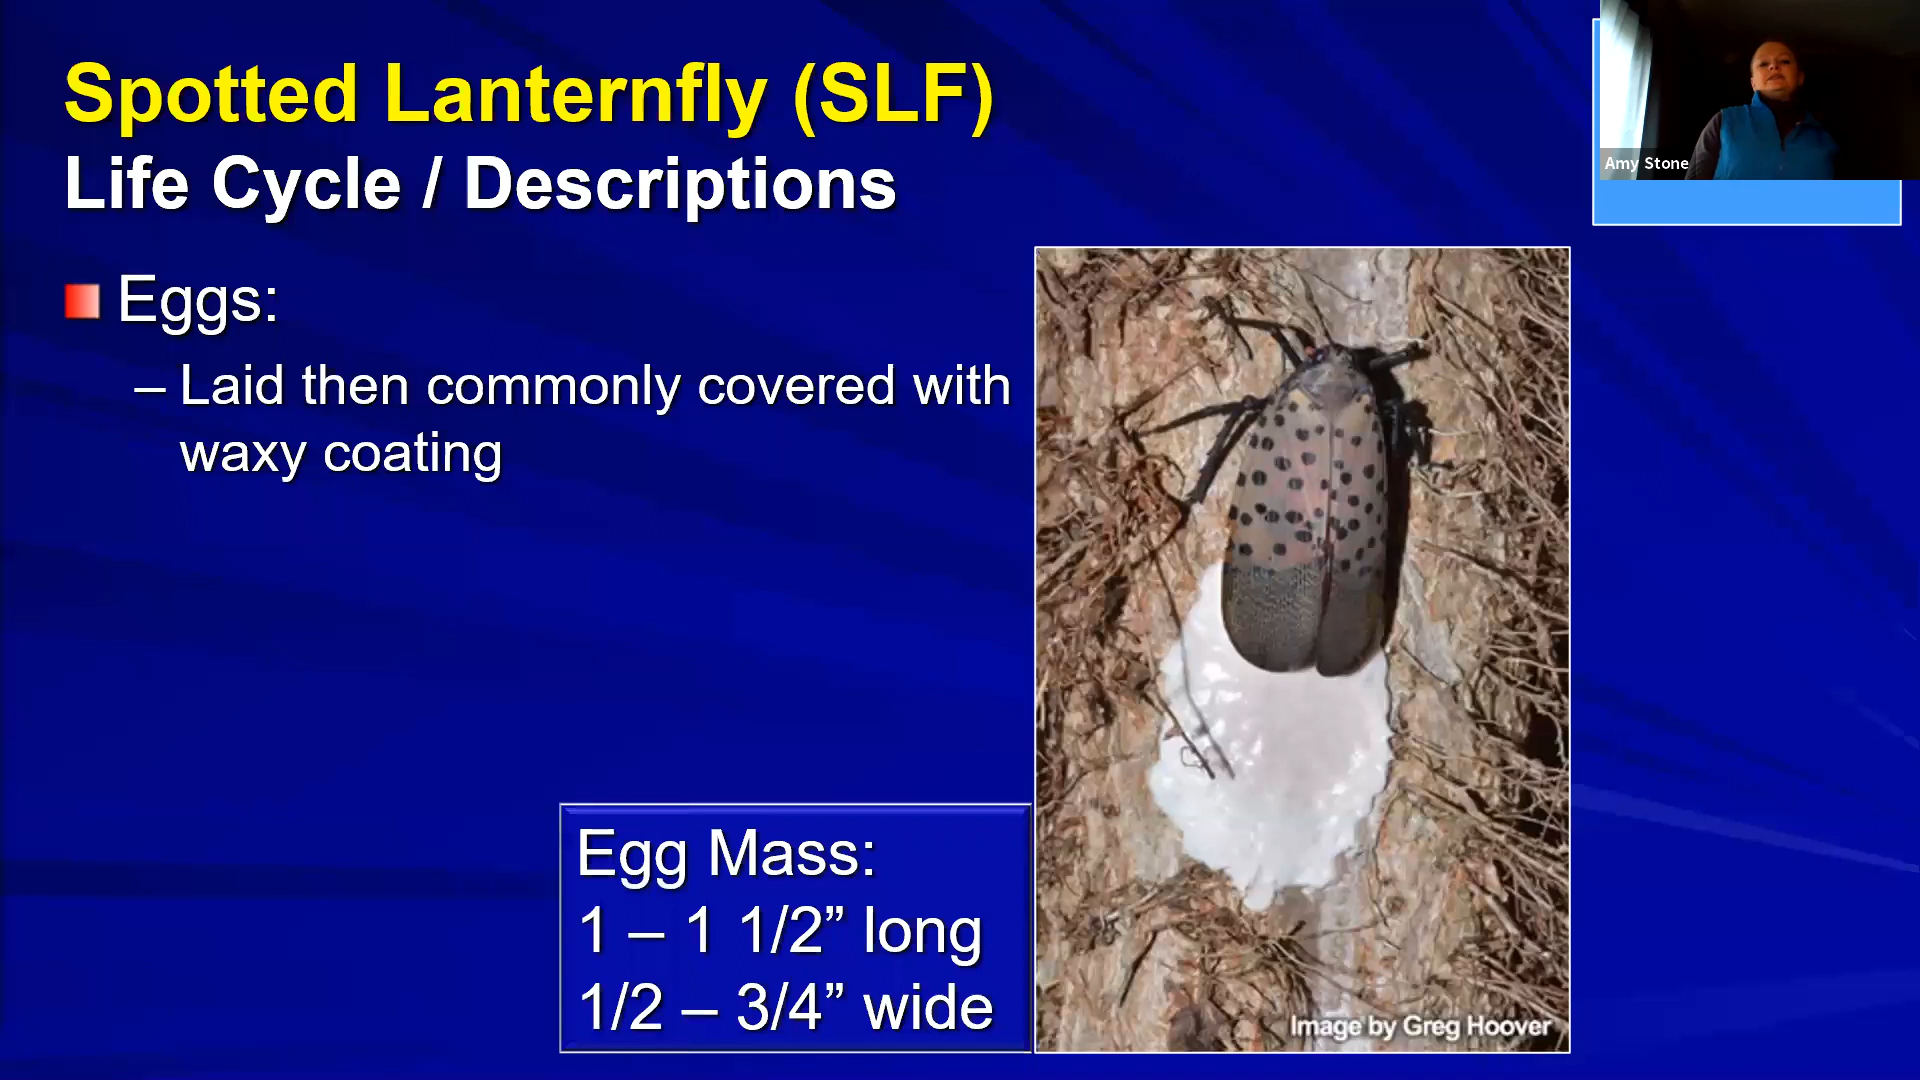 Spotted Lanternfly (SLF)
Life Cycle / Descriptions
Amy Stone
Eggs:
– Laid then commonly covered with
waxy coating
Egg Mass:
1 – 1 1/2” long
1/2 – 3/4” wide
Image by Greg Hoover